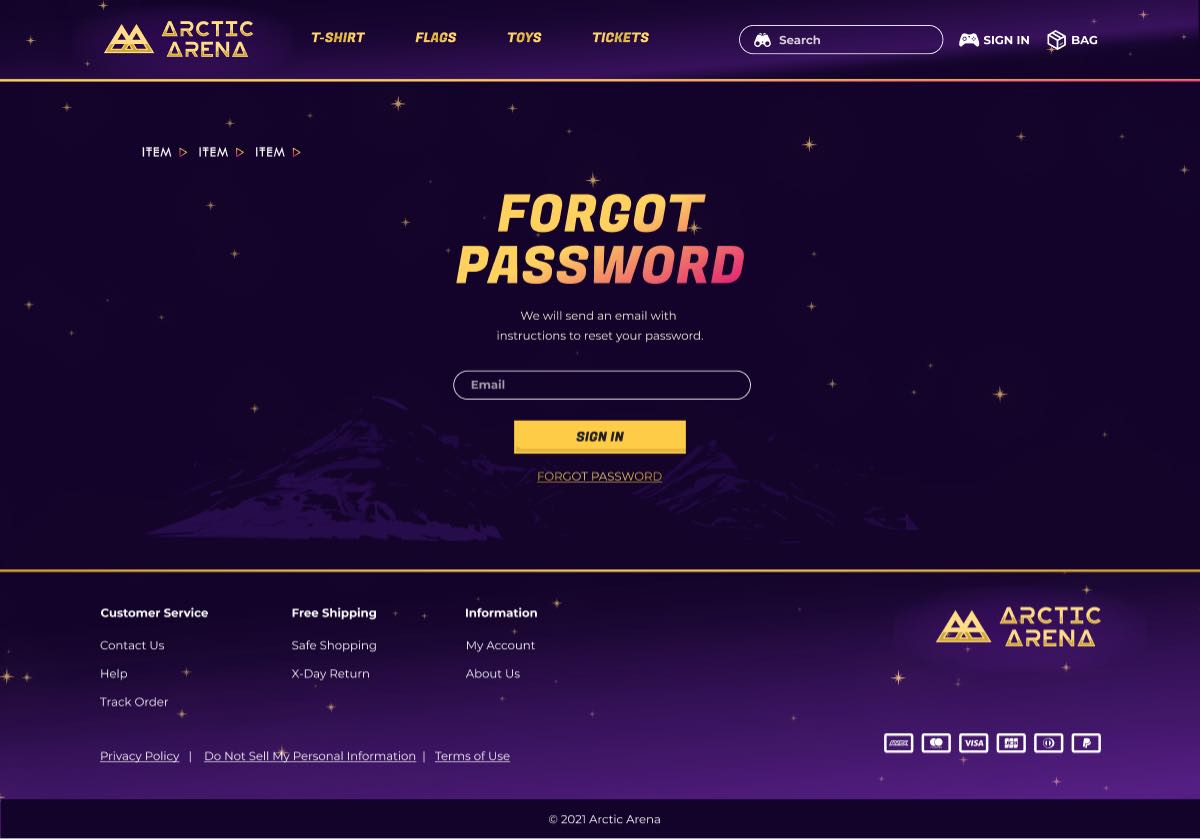 ARCTIC
ARENA
T-SHIRT
FLAGS
TOYS
TICKETS
Search
SIGN IN
BAG
ITEM ITEM ITEM
FORGOT
PASSWORD
We will send an email with
instructions to reset your password.
Email
SIGN IN
FORGOT PASSWORD
Customer Service
Contact Us
Help
Track Order
Free Shipping
Safe Shopping
X-Day Return
Information
My Account
About Us
ARCTIC
ARENA
Privacy Policy | Do Not Sell My Personal Information | Terms of Use
VISA
© 2021 Arctic Arena